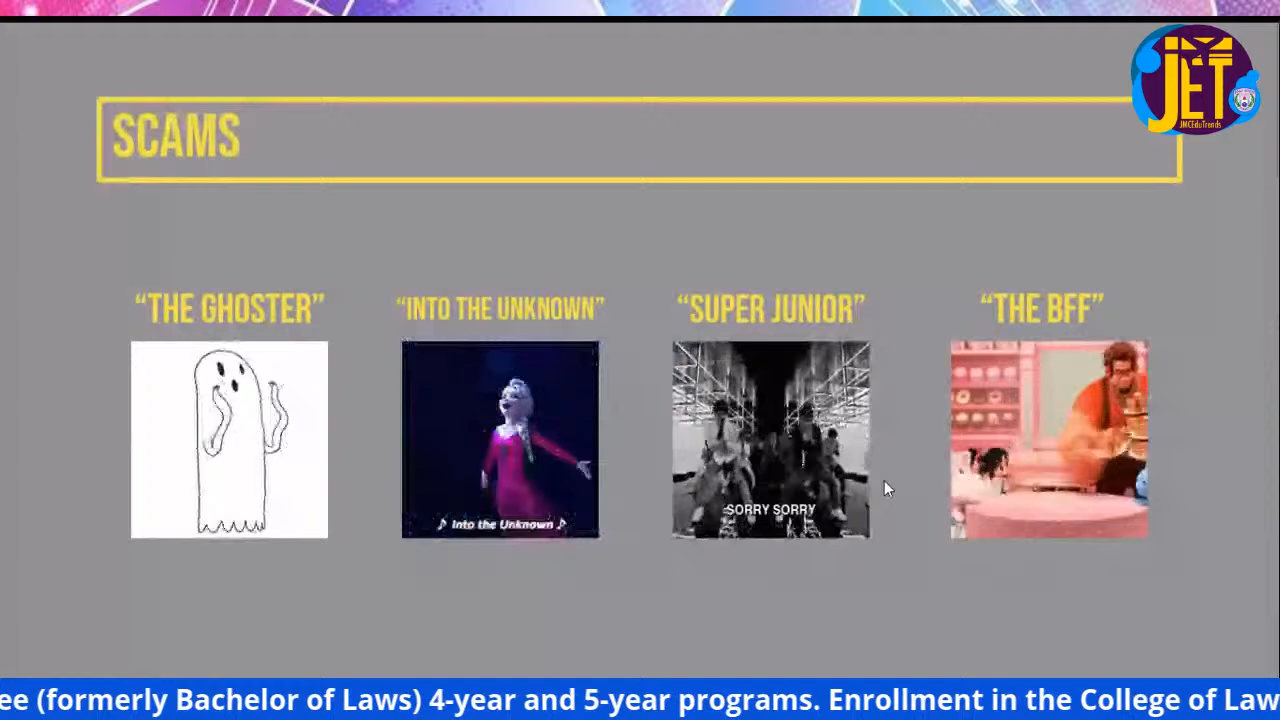 JET
JMCEduTrends
SCAMS
“THE GHOSTER”
“INTO THE UNKNOWN”
“SUPER JUNIOR”
“THE BFF”
♪ Into the Unknown ♪
SORRY SORRY
ee (formerly Bachelor of Laws) 4-year and 5-year programs. Enrollment in the College of Law